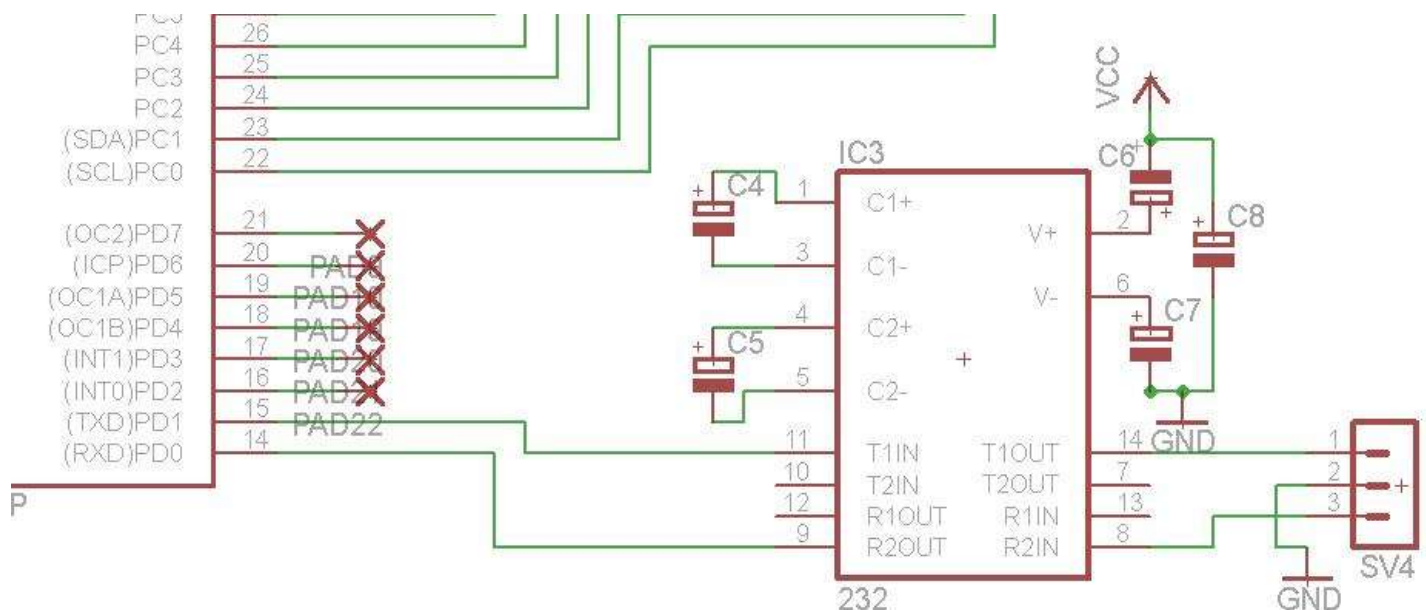 PC4 26
PC3 25
PC2 24
(SDA)PC1 23
(SCL)PC0 22
(OC2)PD7 21
(ICP)PD6 20
(OC1A)PD5 19
(OC1B)PD4 18
(INT1)PD3 17
(INT0)PD2 16
(TXD)PD1 15 PAD22
(RXD)PD0 14
P
C4
+
C5
+
IC3
1 C1+
3 C1-
4 C2+
5 C2-
11 T1IN
10 T2IN
12 R1OUT
9 R2OUT
V+ 2
V- 6
+
T1OUT 14
T2OUT 7
R1IN 13
R2IN 8
232
VCC
C6 +
+
C8
+
C7
+
GND
1
2 +
3
SV4
GND